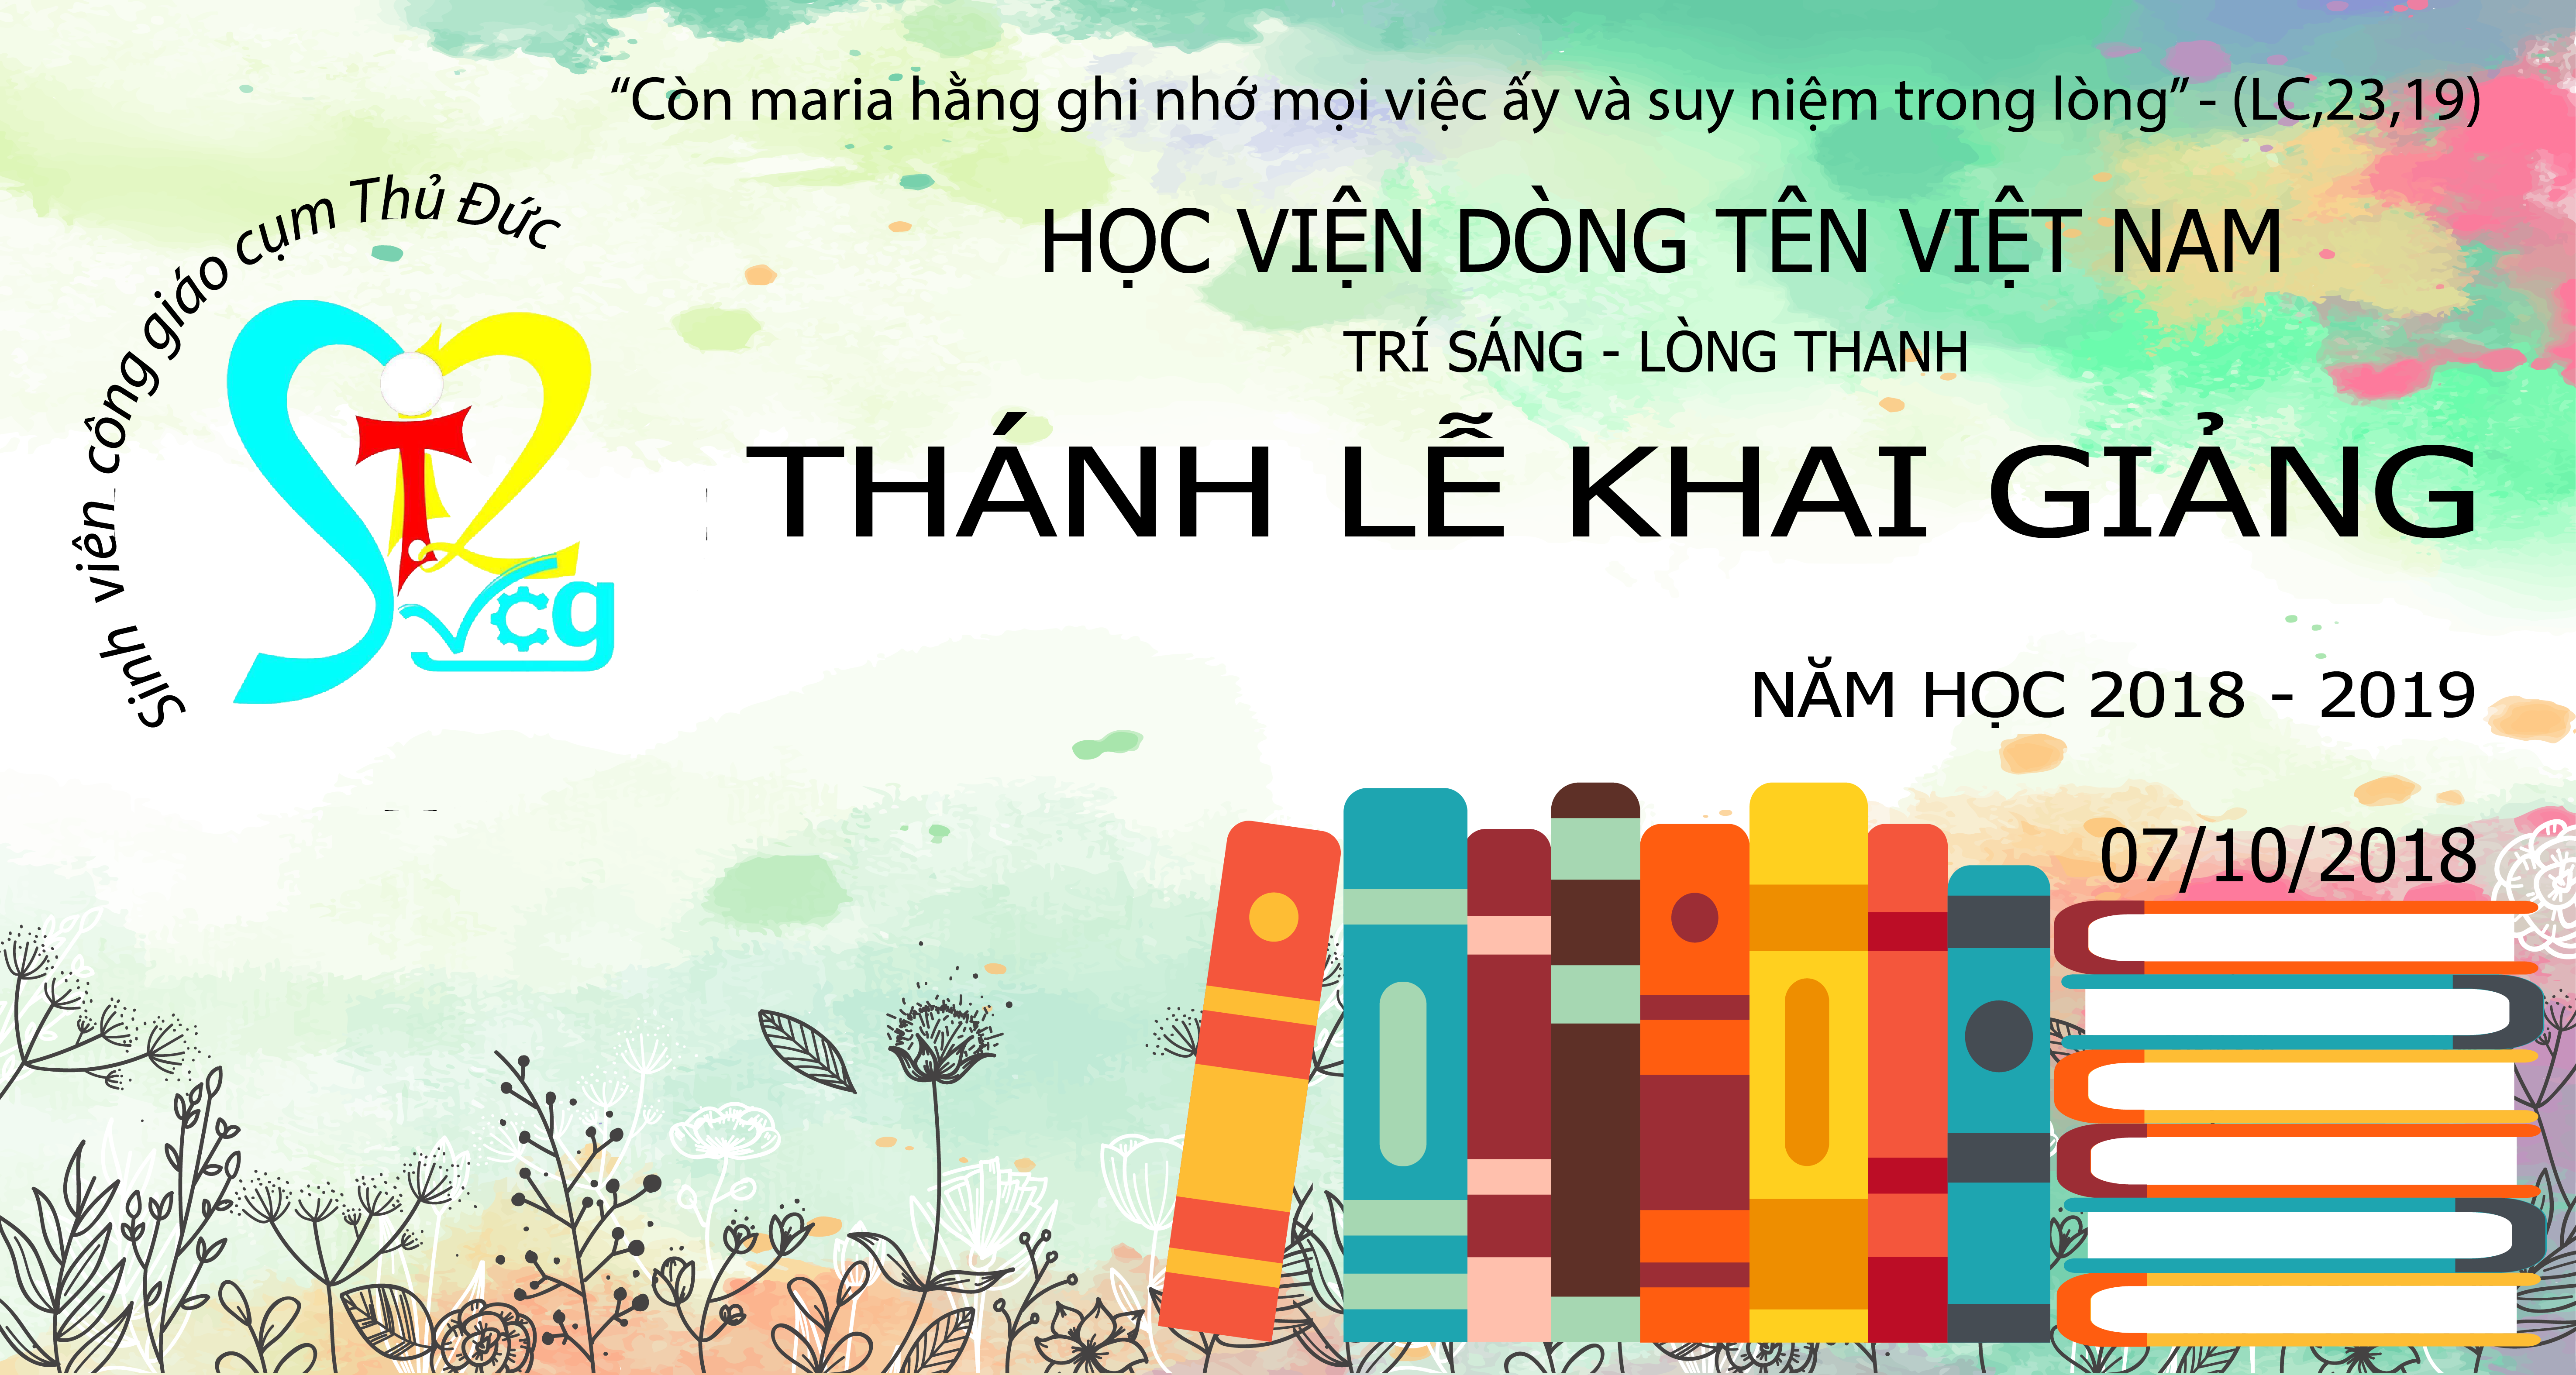 “Còn maria hằng ghi nhớ mọi việc ấy và suy niệm trong lòng” - (LC,23,19)
HỌC VIỆN DÒNG TÊN VIỆT NAM
TRÍ SÁNG - LÒNG THANH
THÁNH LỄ KHAI GIẢNG
NĂM HỌC 2018 - 2019
07/10/2018
Sinh viên công giáo cụm Thủ Đức
svcg